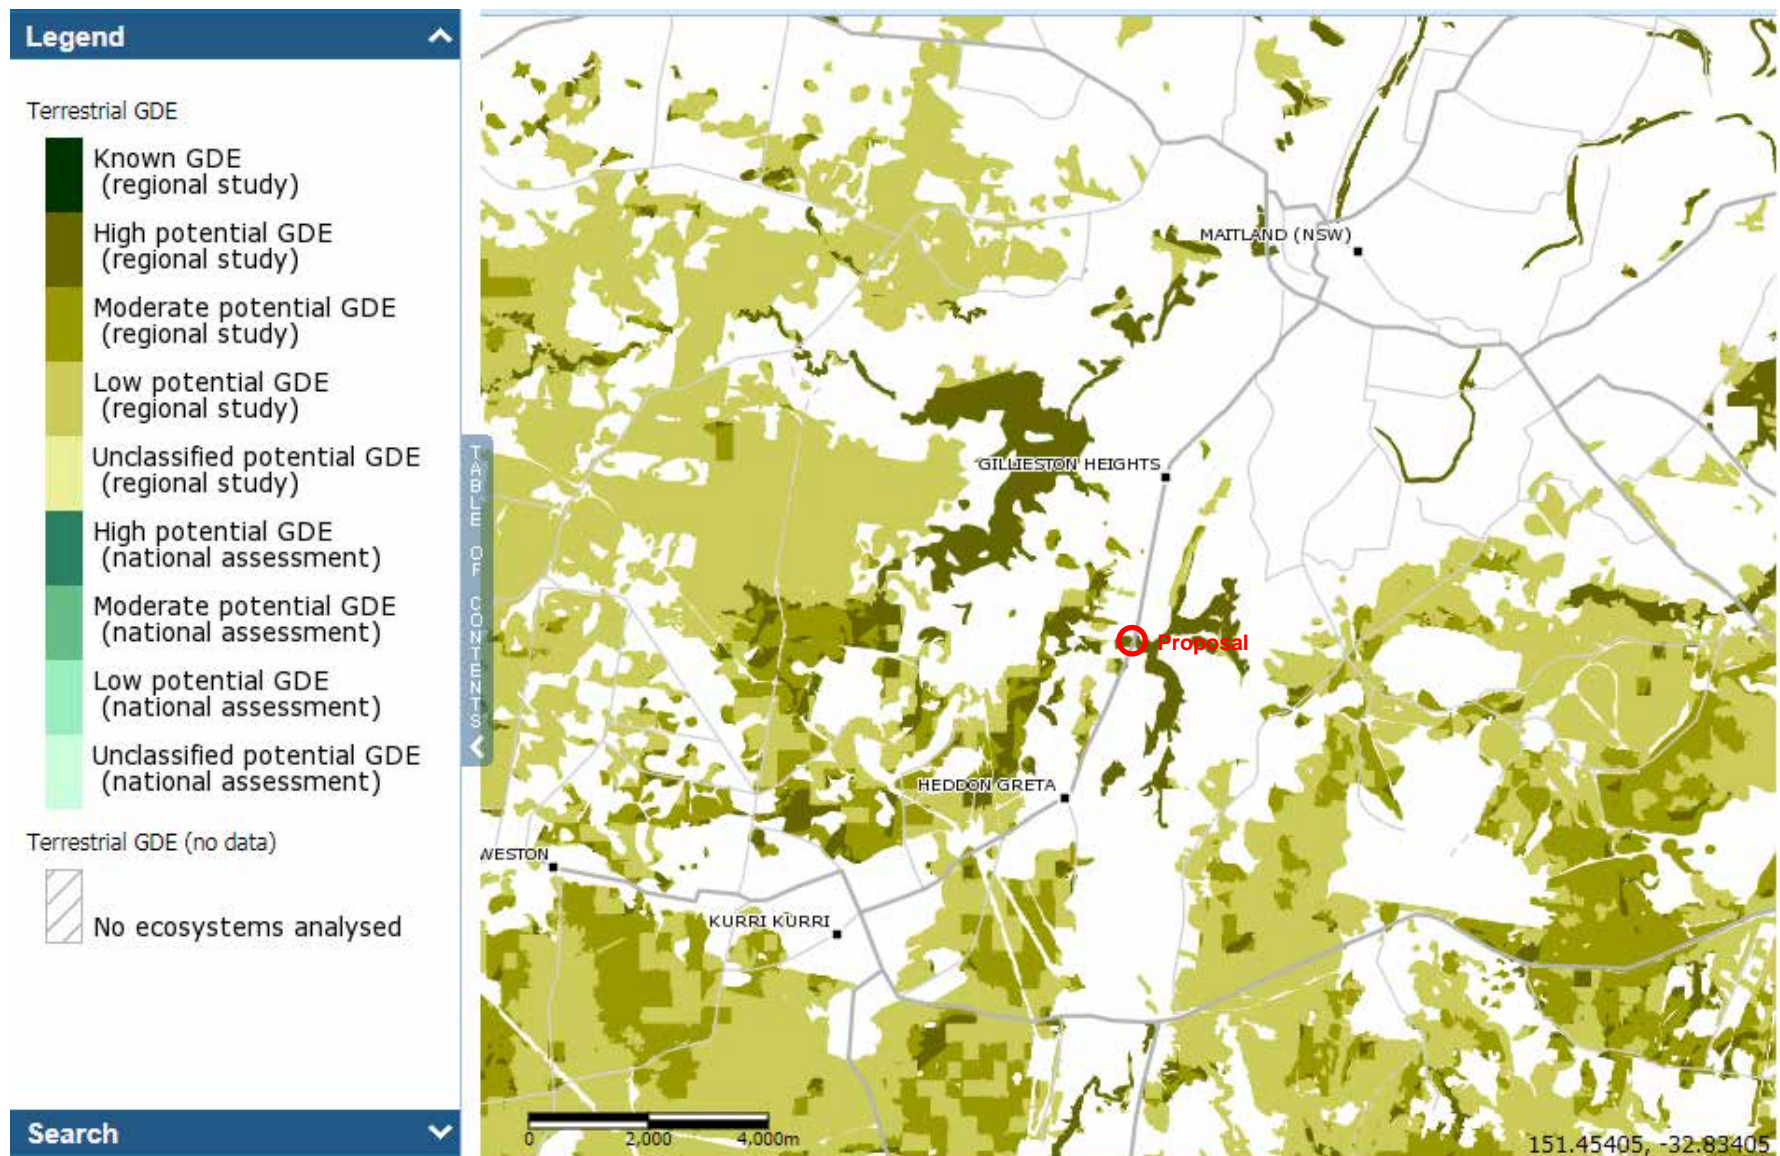 Legend
Terrestrial GDE
Known GDE
(regional study)
High potential GDE
(regional study)
Moderate potential GDE
(regional study)
Low potential GDE
(regional study)
Unclassified potential GDE
(regional study)
High potential GDE
(national assessment)
Moderate potential GDE
(national assessment)
Low potential GDE
(national assessment)
Unclassified potential GDE
(national assessment)
Terrestrial GDE (no data)
No ecosystems analysed
Search
TABLE OF CONTENTS
MAITLAND (NSW)
GILLIESTON HEIGHTS
Proposal
HEDDON GRETA
WESTON
KURRI KURRI
0 2,000 4,000m
151.45405, -32.83405